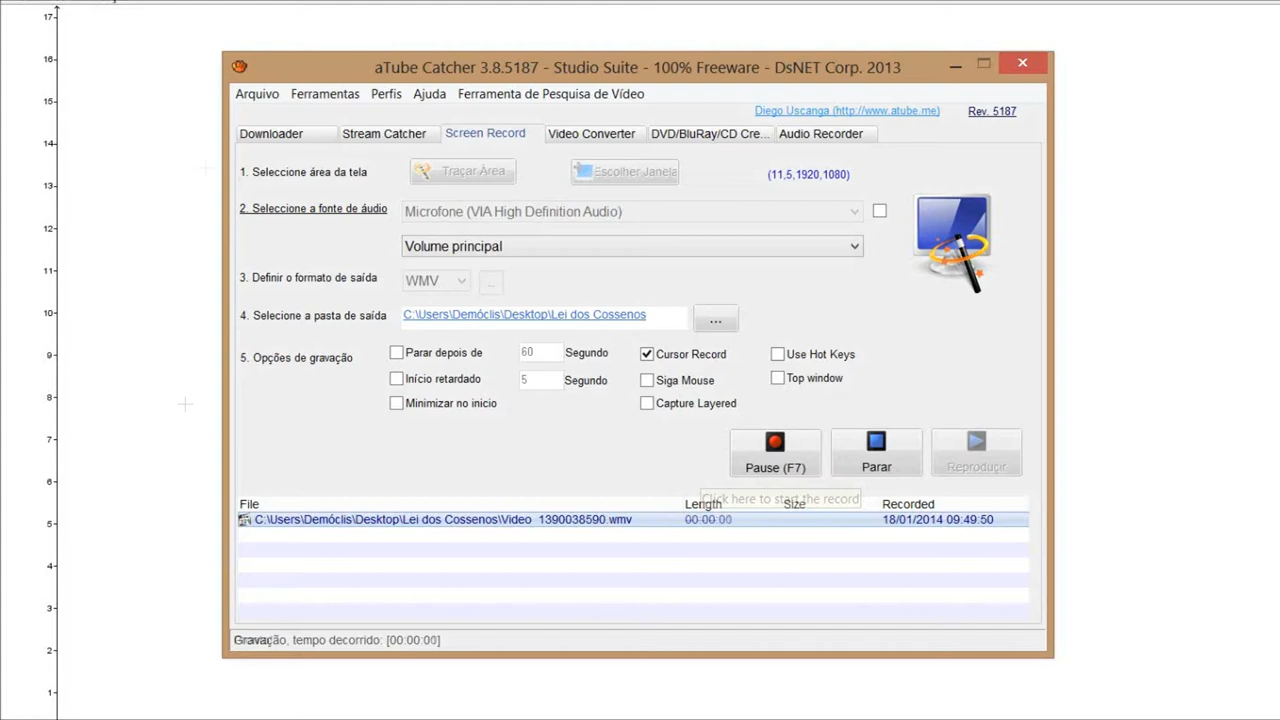 17
16
15
14
13
12
11
10
9
8
7
6
5
4
3
2
1
aTube Catcher 3.8.5187 - Studio Suite - 100% Freeware - DsNET Corp. 2013
Arquivo Ferramentas Perfis Ajuda Ferramenta de Pesquisa de Vídeo
Diego Uscanga (http://www.atube.me) Rev. 5187
Downloader Stream Catcher Screen Record Video Converter DVD/BluRay/CD Cre... Audio Recorder
1. Seleccione área da tela Traçar Área Escolher Janela (11,5,1920,1080)
2. Seleccione a fonte de áudio Microfone (VIA High Definition Audio)
Volume principal
3. Definir o formato de saída WMV ...
4. Selecione a pasta de saída C:\Users\Demóclis\Desktop\Lei dos Cossenos ...
5. Opções de gravação Parar depois de 60 Segundo Cursor Record Use Hot Keys
Início retardado 5 Segundo Siga Mouse Top window
Minimizar no inicio Capture Layered
Pause (F7) Parar Reproduçir
Click here to start the record
File Length Size Recorded
C:\Users\Demóclis\Desktop\Lei dos Cossenos\Video 1390038590.wmv 00:00:00 18/01/2014 09:49:50
Gravação, tempo decorrido: [00:00:00]